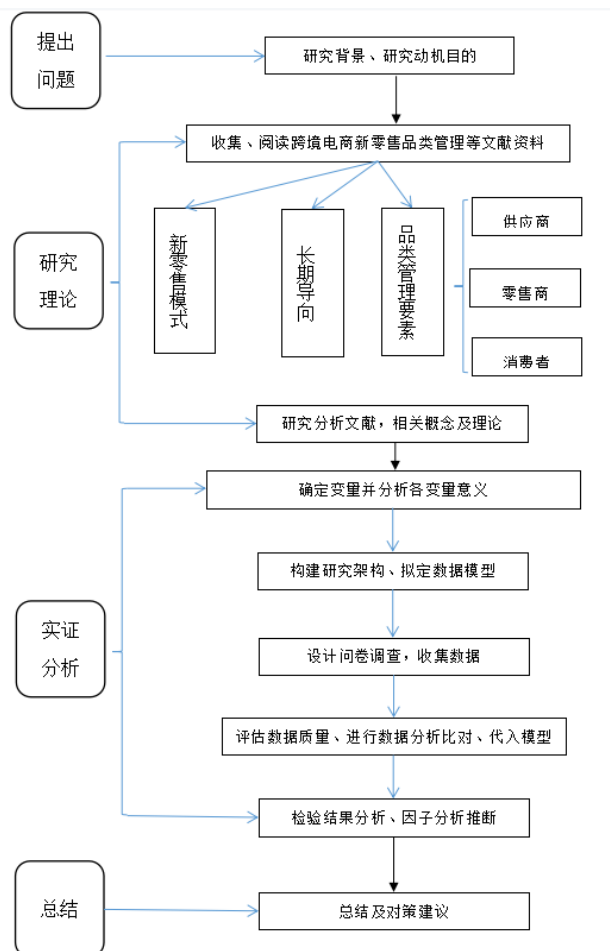 提出
问题
研究背景、研究动机目的
收集、阅读跨境电商新零售品类管理等文献资料
研究
理论
新零售模式
长期导向
品类管理要素
供应商
零售商
消费者
研究分析文献，相关概念及理论
确定变量并分析各变量意义
构建研究架构、拟定数据模型
实证
分析
设计问卷调查，收集数据
评估数据质量、进行数据分析比对、代入模型
检验结果分析、因子分析推断
总结
总结及对策建议